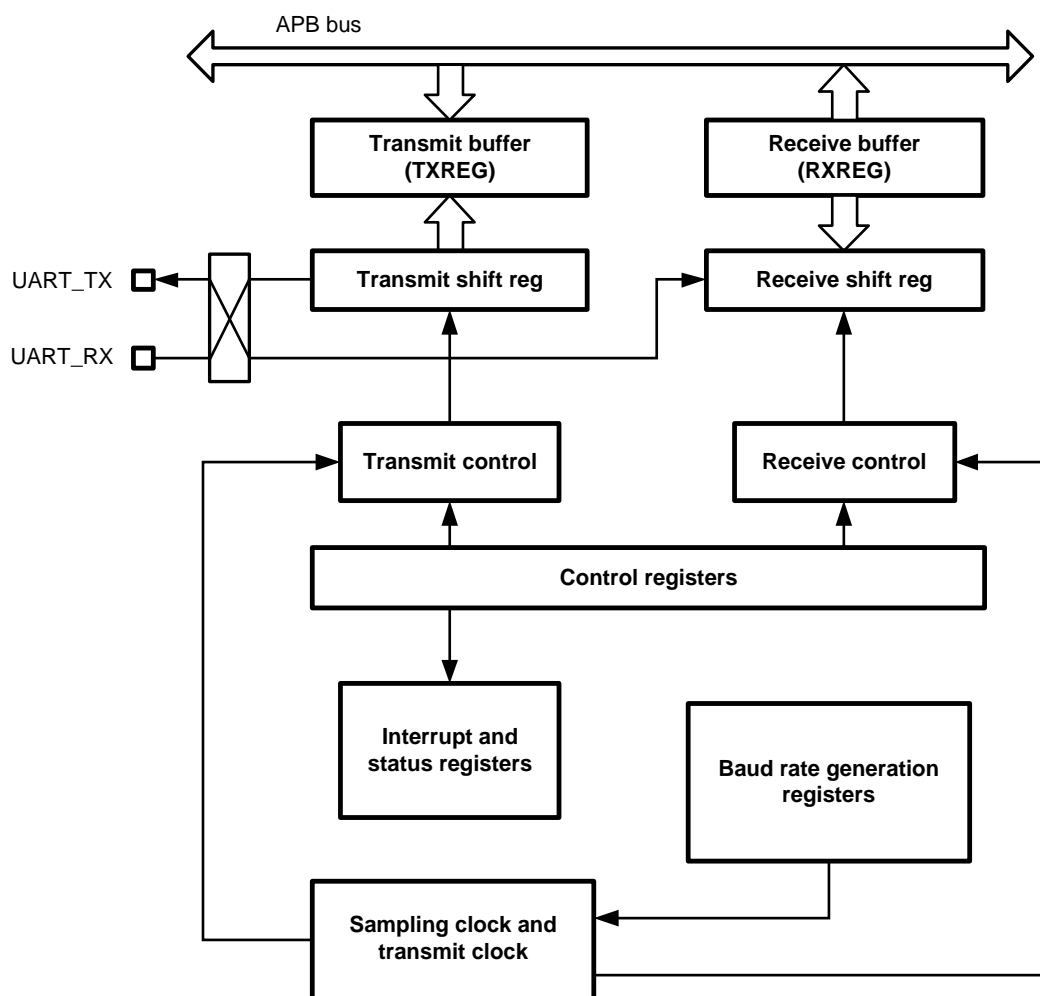 APB bus
Transmit buffer
(TXREG)
Receive buffer
(RXREG)
Transmit shift reg
Receive shift reg
UART_TX
UART_RX
Transmit control
Receive control
Control registers
Interrupt and
status registers
Baud rate generation
registers
Sampling clock and
transmit clock